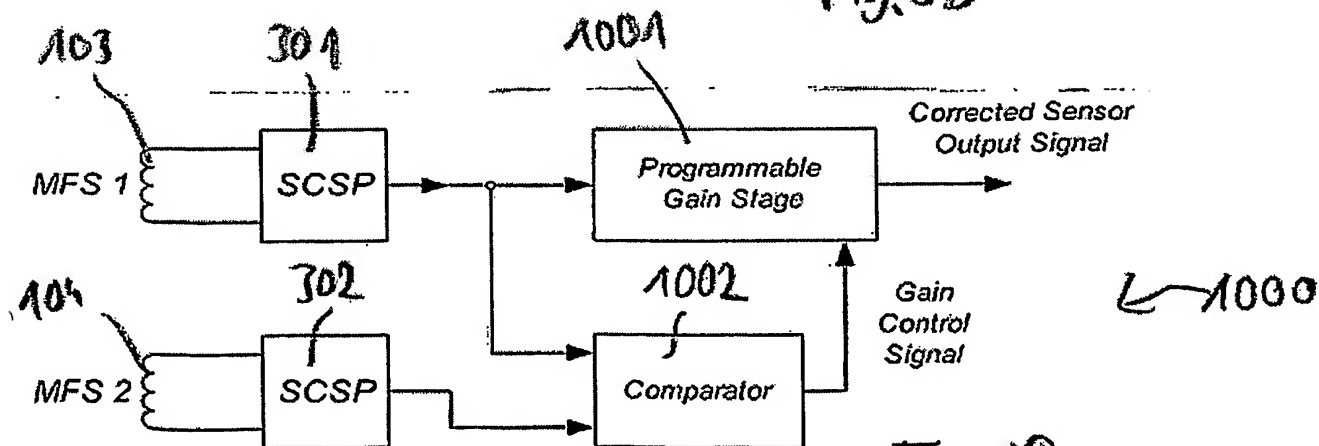 103
301
1001
Corrected Sensor
Output Signal
MFS 1
SCSP
Programmable
Gain Stage
104
302
1002
Gain
Control
Signal
1000
MFS 2
SCSP
Comparator